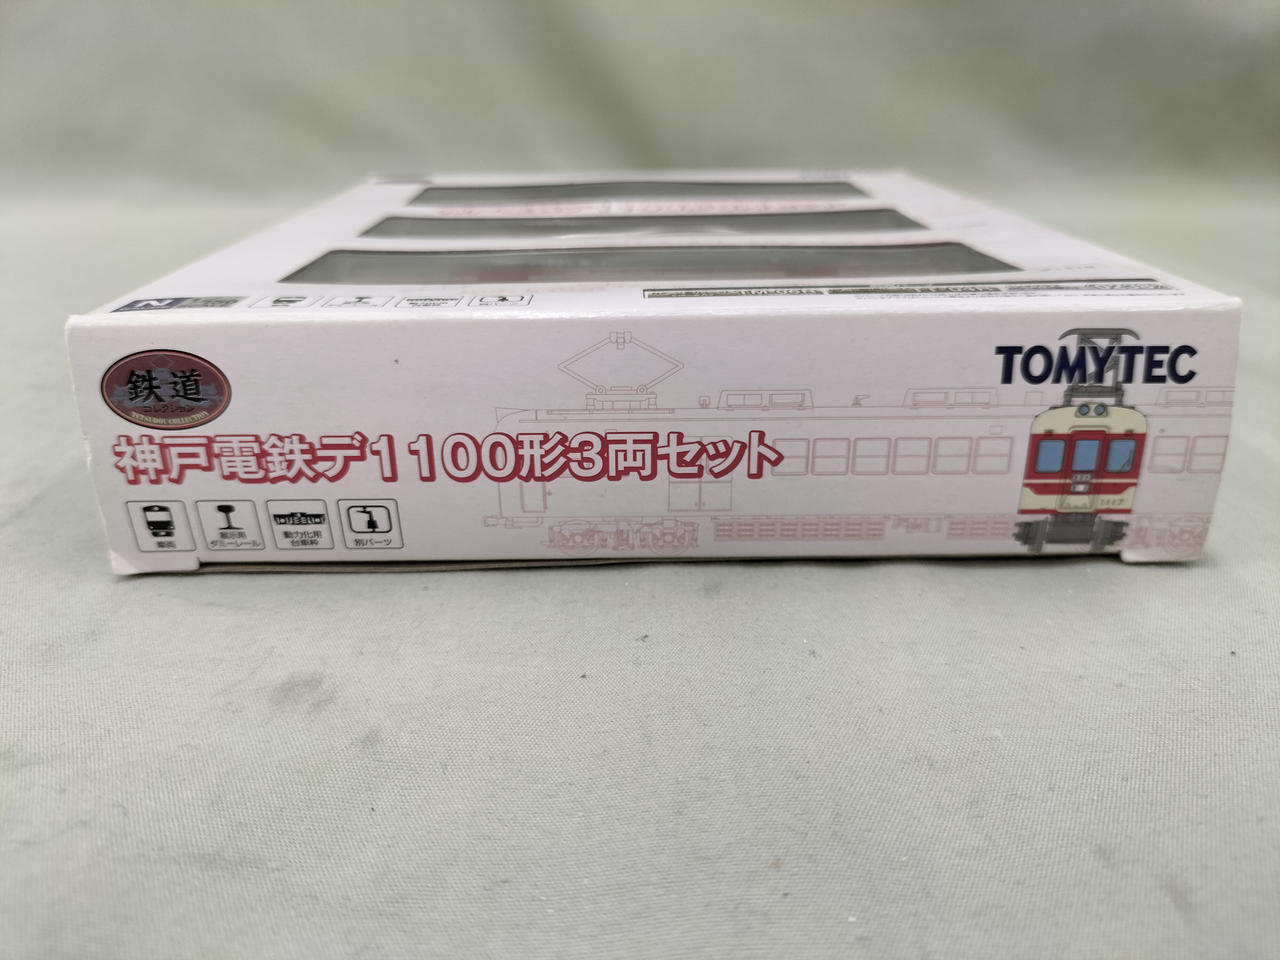 N
鉄道
コレクション
TETSUDOU COLLECTION
TOMYTEC
神戸電鉄デ1100形3両セット
車両
展示用
ダミーレール
動力化用
台車枠
別パーツ